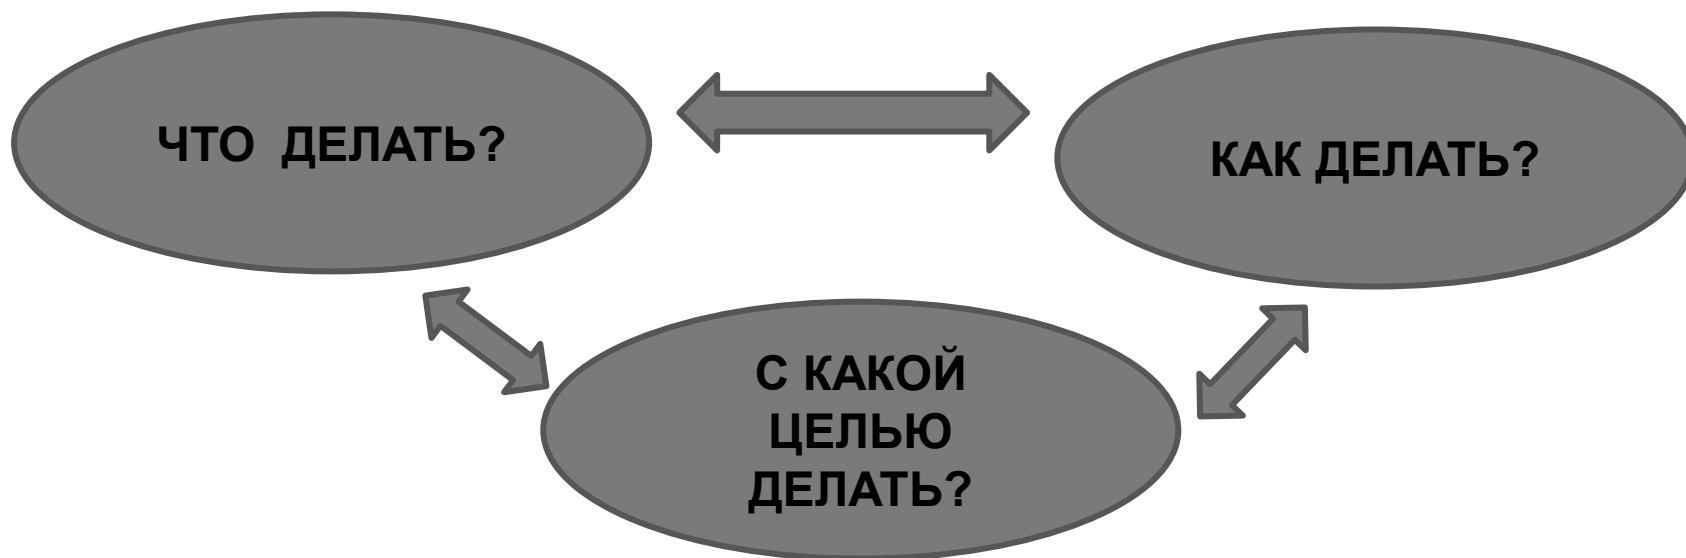 ЧТО ДЕЛАТЬ?
КАК ДЕЛАТЬ?
С КАКОЙ
ЦЕЛЬЮ
ДЕЛАТЬ?